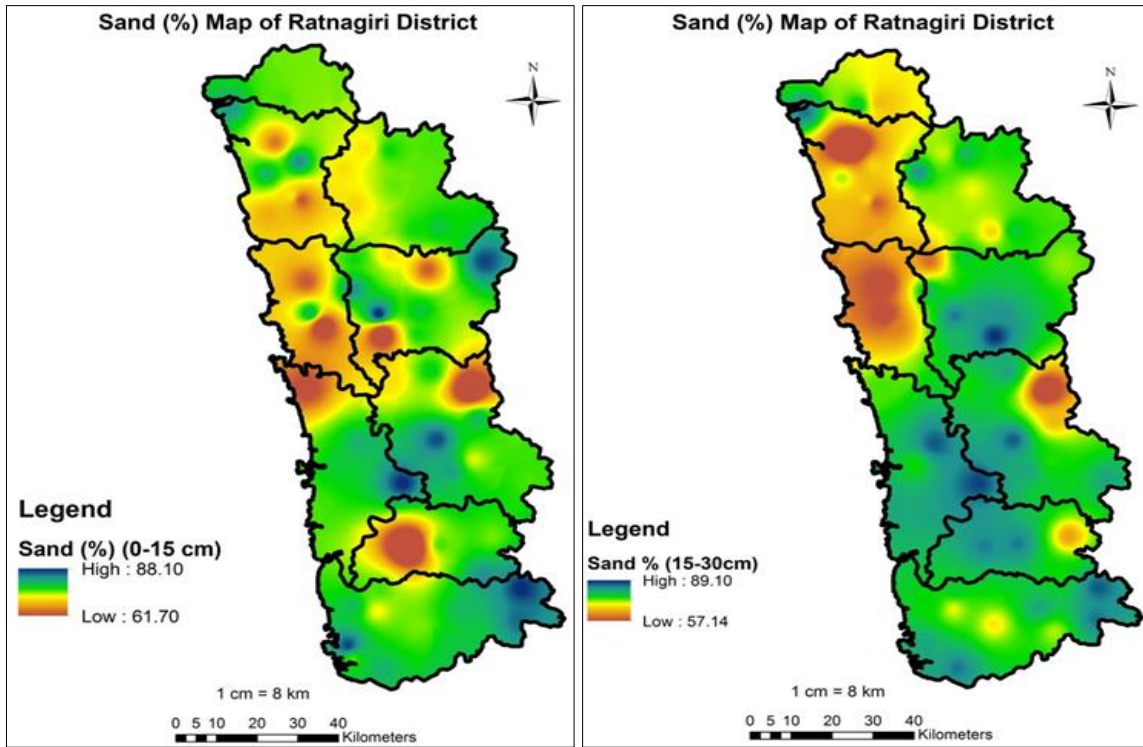 Sand (%) Map of Ratnagiri District
N
Legend
Sand (%) (0-15 cm)
High : 88.10
Low : 61.70
1 cm = 8 km
0 5 10 20 30 40
Kilometers
Sand (%) Map of Ratnagiri District
N
Legend
Sand % (15-30cm)
High : 89.10
Low : 57.14
1 cm = 8 km
0 5 10 20 30 40
Kilometers